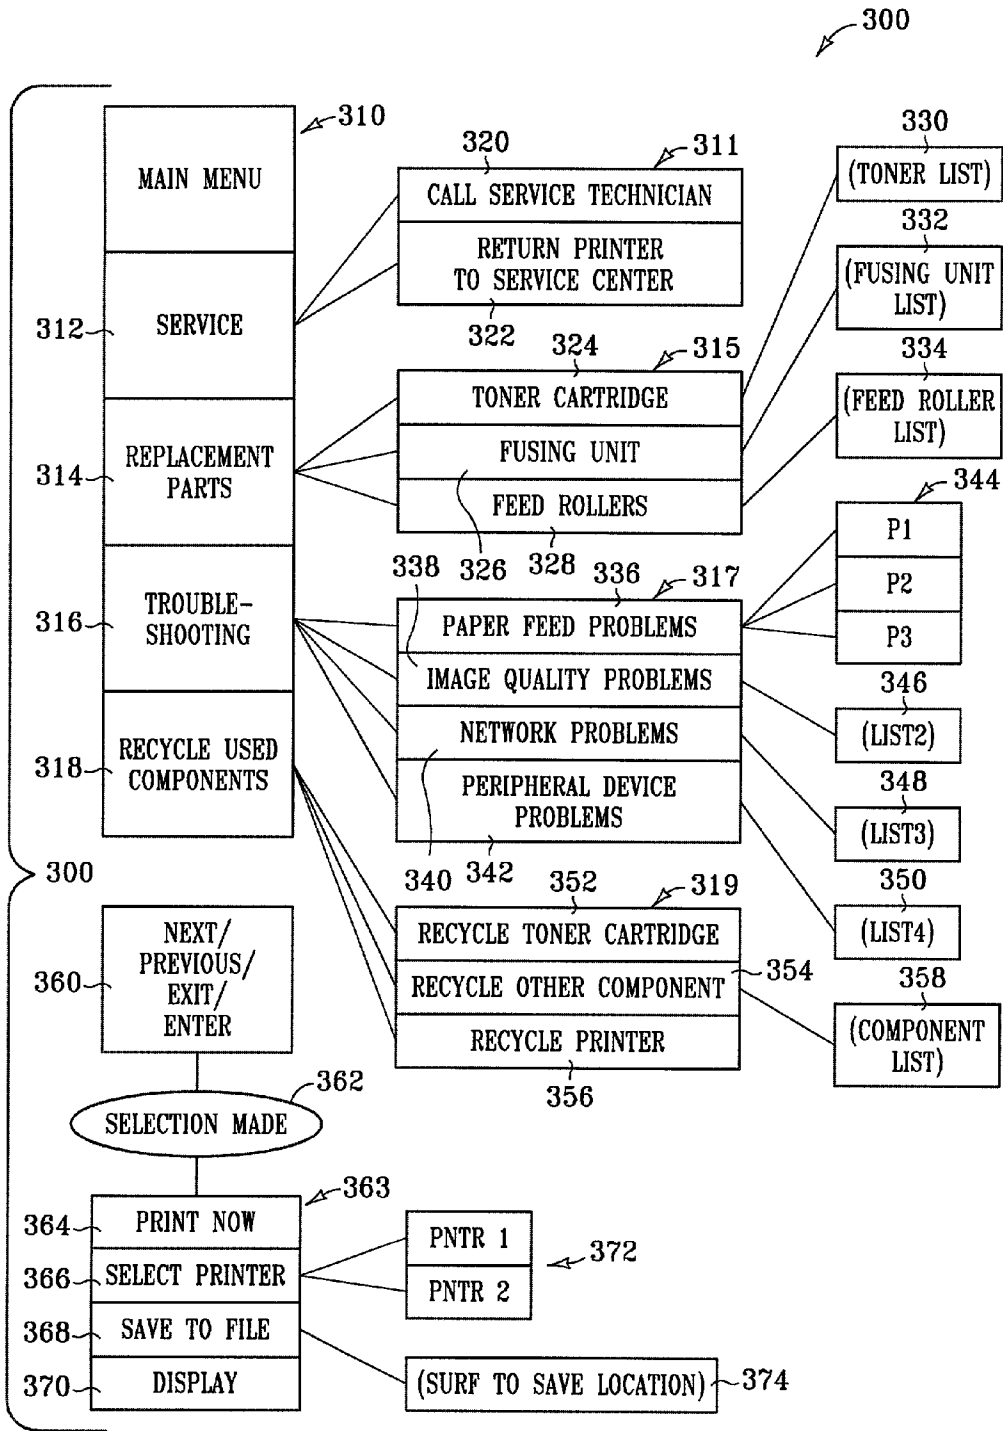 300
310
MAIN MENU
312
SERVICE
314
REPLACEMENT
PARTS
316
TROUBLE-
SHOOTING
318
RECYCLE USED
COMPONENTS
320
311
CALL SERVICE TECHNICIAN
RETURN PRINTER
TO SERVICE CENTER
322
324
315
TONER CARTRIDGE
FUSING UNIT
FEED ROLLERS
326
328
330
(TONER LIST)
332
(FUSING UNIT
LIST)
334
(FEED ROLLER
LIST)
338
336
317
PAPER FEED PROBLEMS
IMAGE QUALITY PROBLEMS
NETWORK PROBLEMS
PERIPHERAL DEVICE
PROBLEMS
340
342
344
P1
P2
P3
346
(LIST2)
348
(LIST3)
350
(LIST4)
352
319
RECYCLE TONER CARTRIDGE
RECYCLE OTHER COMPONENT
354
RECYCLE PRINTER
356
358
(COMPONENT
LIST)
300
360
NEXT/
PREVIOUS/
EXIT/
ENTER
362
SELECTION MADE
363
364
PRINT NOW
366
SELECT PRINTER
368
SAVE TO FILE
370
DISPLAY
PNTR 1
PNTR 2
372
(SURF TO SAVE LOCATION)
374